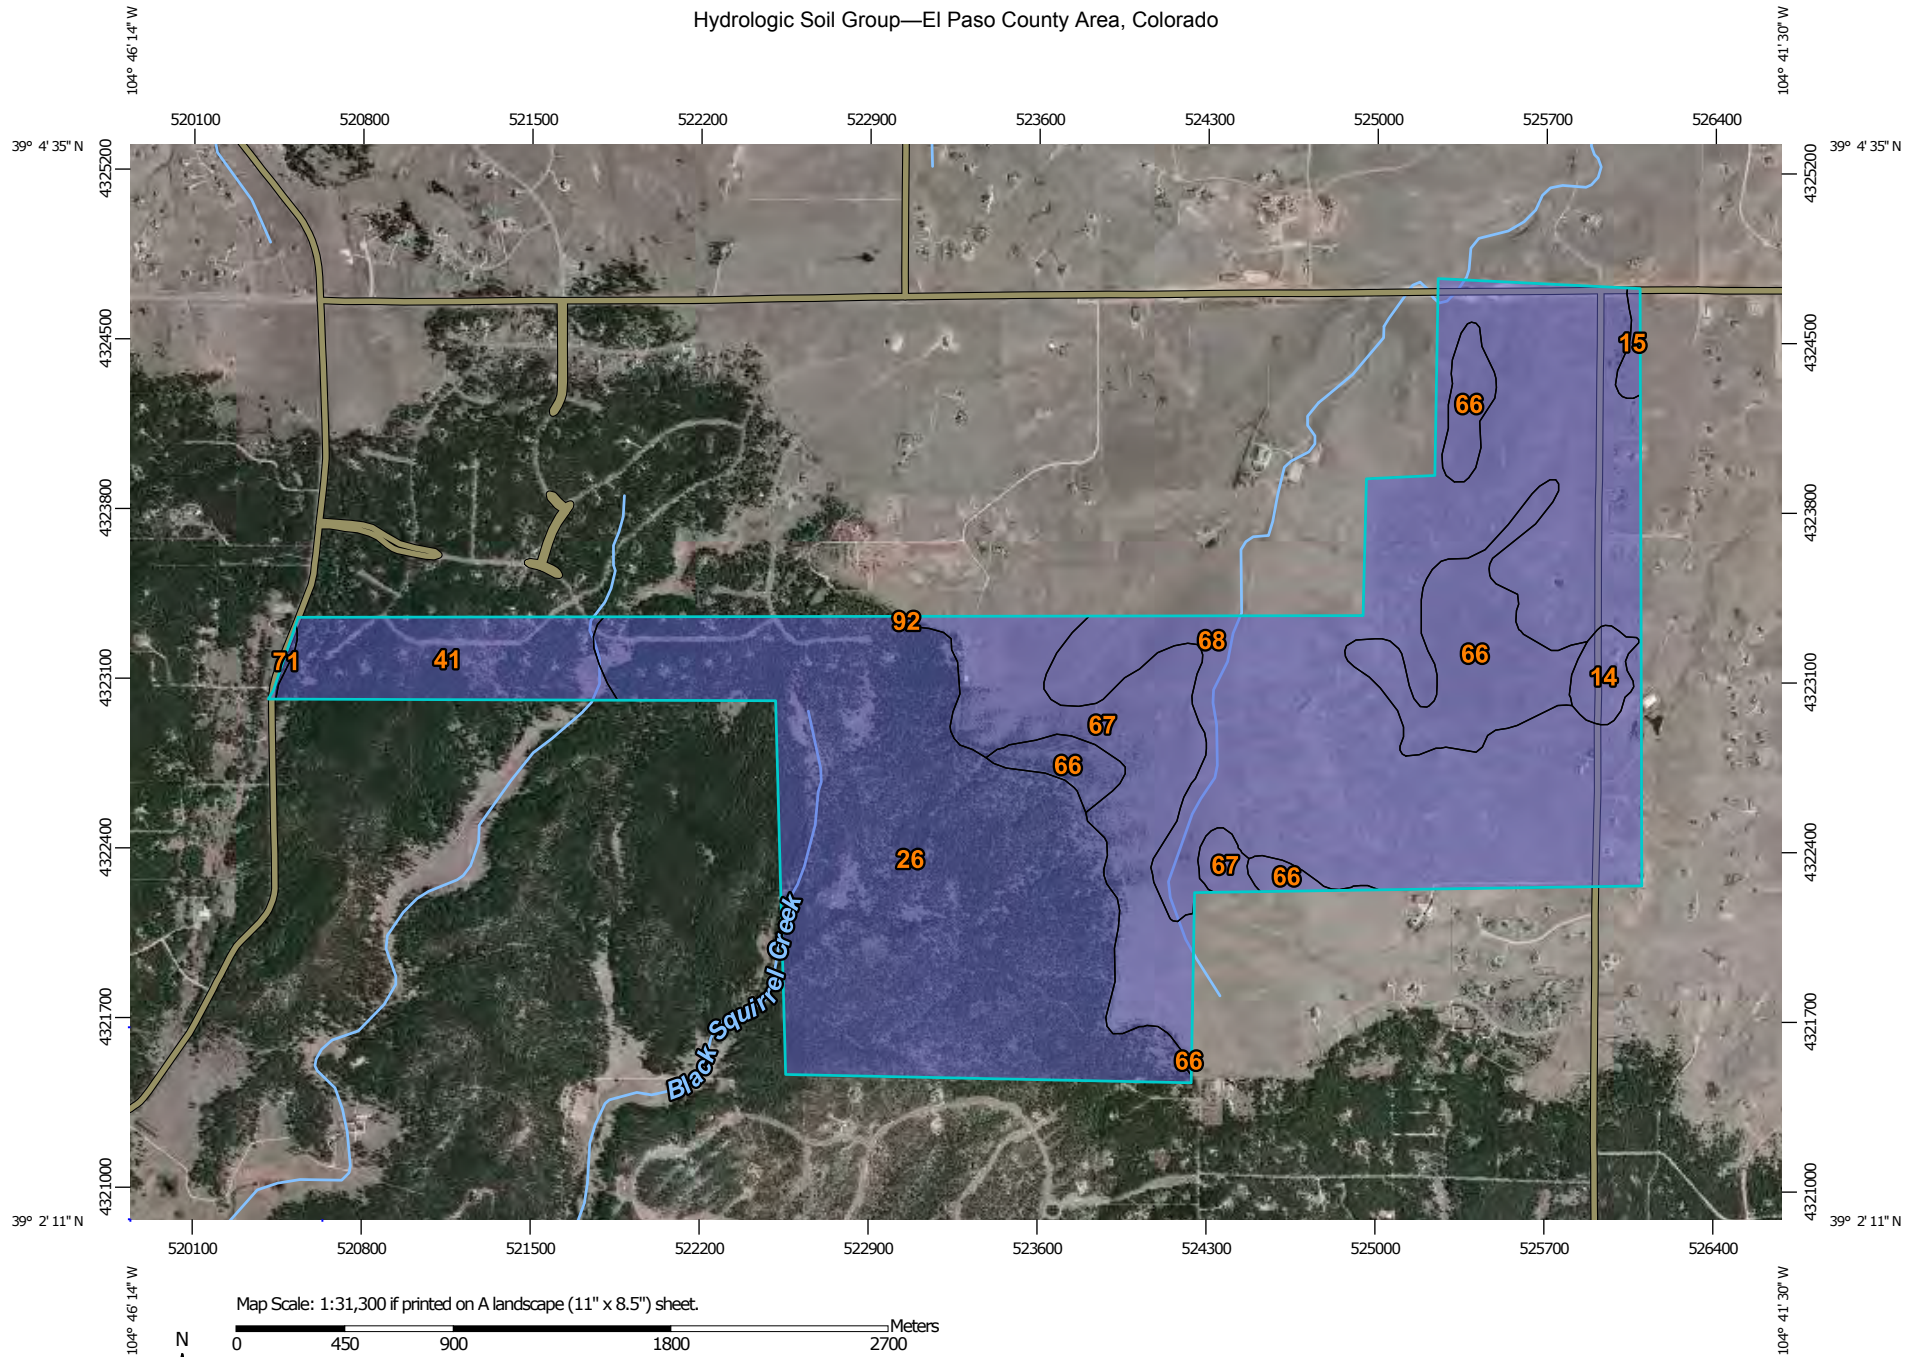 Hydrologic Soil Group—El Paso County Area, Colorado
104° 46' 14" W
104° 41' 30" W
520100 520800 521500 522200 522900 523600 524300 525000 525700 526400
39° 4' 35" N
39° 4' 35" N
4325200
4325200
4324500
4324500
15
66
4323800
4323800
92
68
71
41
66
4323100
4323100
14
67
66
4322400
4322400
26
67
66
Black Squirrel Creek
4321700
4321700
66
4321000
4321000
39° 2' 11" N
39° 2' 11" N
520100 520800 521500 522200 522900 523600 524300 525000 525700 526400
104° 46' 14" W
104° 41' 30" W
Map Scale: 1:31,300 if printed on A landscape (11" x 8.5") sheet.
Meters
N
0 450 900 1800 2700